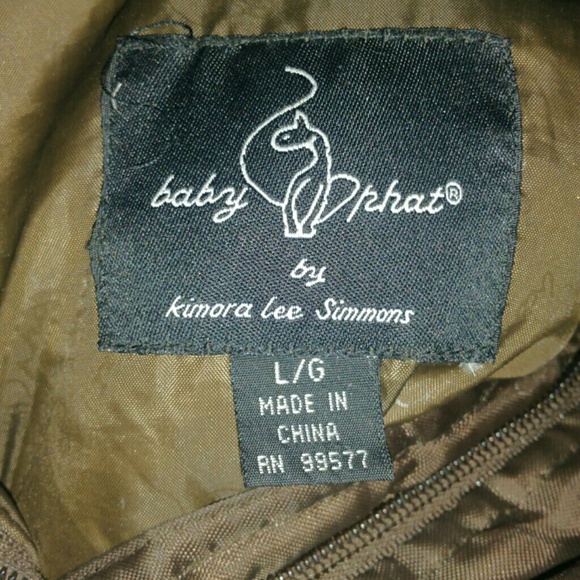 baby phat®
by
kimora lee Simmons
L/G
MADE IN
CHINA
RN 99577